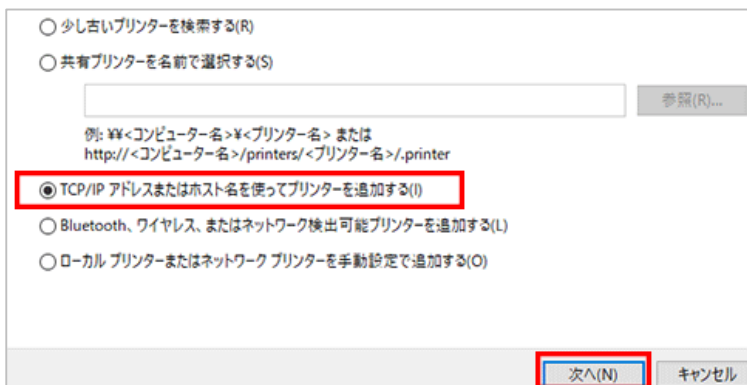 少し古いプリンターを検索する(R)
共有プリンターを名前で選択する(S)
参照(R)...
例: ¥¥<コンピューター名>¥<プリンター名> または
http://<コンピューター名>/printers/<プリンター名>/.printer
TCP/IP アドレスまたはホスト名を使ってプリンターを追加する(I)
Bluetooth、ワイヤレス、またはネットワーク検出可能プリンターを追加する(L)
ローカル プリンターまたはネットワーク プリンターを手動設定で追加する(O)
次へ(N)
キャンセル